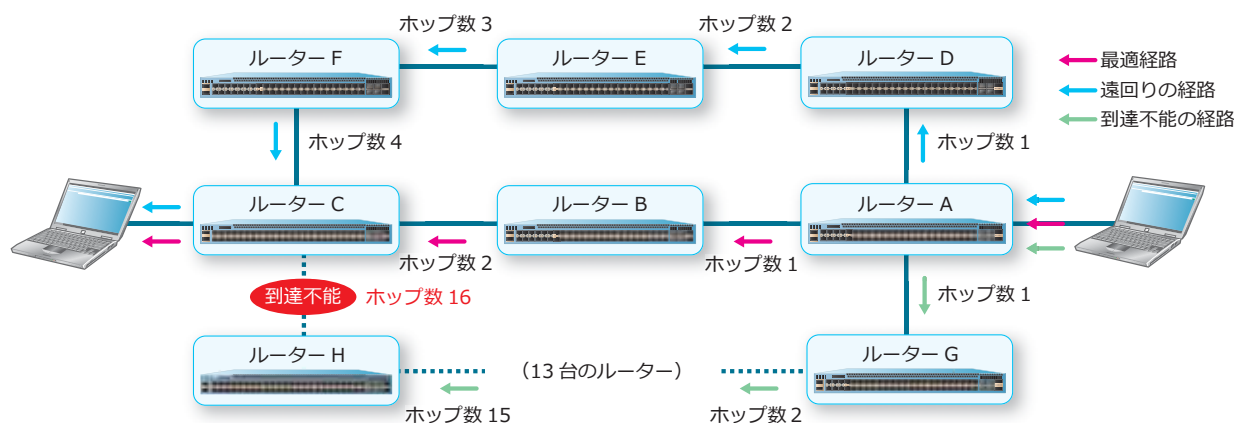 ホップ数 3
ホップ数 2
ルーター F
ルーター E
ルーター D
最適経路
遠回りの経路
到達不能の経路
ホップ数 4
ホップ数 1
ルーター C
ルーター B
ルーター A
ホップ数 2
ホップ数 1
到達不能
ホップ数 16
ホップ数 1
ルーター H
(13 台のルーター)
ルーター G
ホップ数 15
ホップ数 2